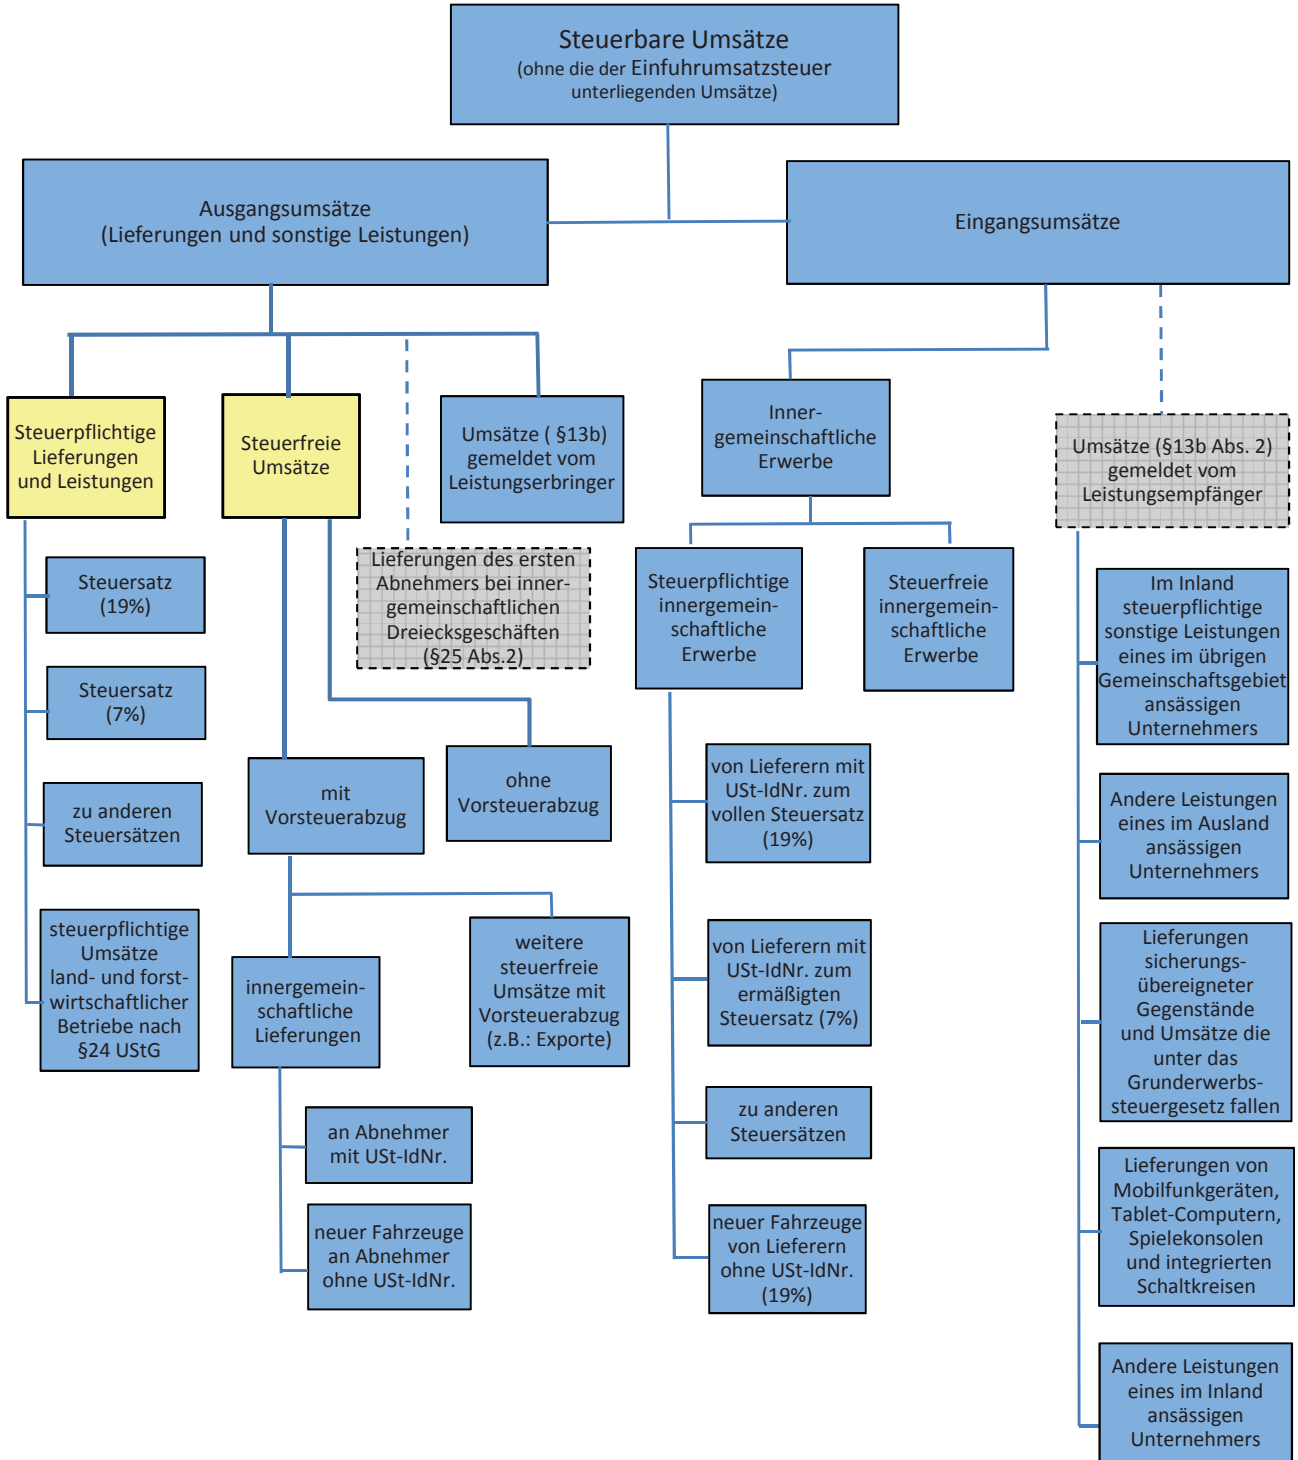 Steuerbare Umsätze
(ohne die der Einfuhrumsatzsteuer
unterliegenden Umsätze)
Ausgangsumsätze
(Lieferungen und sonstige Leistungen)
Eingangsumsätze
Steuerpflichtige
Lieferungen
und Leistungen
Steuerfreie
Umsätze
Umsätze ( §13b)
gemeldet vom
Leistungserbringer
Inner-
gemeinschaftliche
Erwerbe
Umsätze (§13b Abs. 2)
gemeldet vom
Leistungsempfänger
Lieferungen des ersten
Abnehmers bei inner-
gemeinschaftlichen
Dreiecksgeschäften
(§25 Abs.2)
Steuersatz
(19%)
Steuersatz
(7%)
zu anderen
Steuersätzen
steuerpflichtige
Umsätze
land- und forst-
wirtschaftlicher
Betriebe nach
§24 UStG
mit
Vorsteuerabzug
ohne
Vorsteuerabzug
innergemein-
schaftliche
Lieferungen
weitere
steuerfreie
Umsätze mit
Vorsteuerabzug
(z.B.: Exporte)
an Abnehmer
mit USt-IdNr.
neuer Fahrzeuge
an Abnehmer
ohne USt-IdNr.
Steuerpflichtige
innergemein-
schaftliche
Erwerbe
Steuerfreie
innergemein-
schaftliche
Erwerbe
von Lieferern mit
USt-IdNr. zum
vollen Steuersatz
(19%)
von Lieferern mit
USt-IdNr. zum
ermäßigten
Steuersatz (7%)
zu anderen
Steuersätzen
neuer Fahrzeuge
von Lieferern
ohne USt-IdNr.
(19%)
Im Inland
steuerpflichtige
sonstige Leistungen
eines im übrigen
Gemeinschaftsgebiet
ansässigen
Unternehmers
Andere Leistungen
eines im Ausland
ansässigen
Unternehmers
Lieferungen
sicherungs-
übereigneter
Gegenstände
und Umsätze die
unter das
Grunderwerbs-
steuergesetz fallen
Lieferungen von
Mobilfunkgeräten,
Tablet-Computern,
Spielekonsolen
und integrierten
Schaltkreisen
Andere Leistungen
eines im Inland
ansässigen
Unternehmers